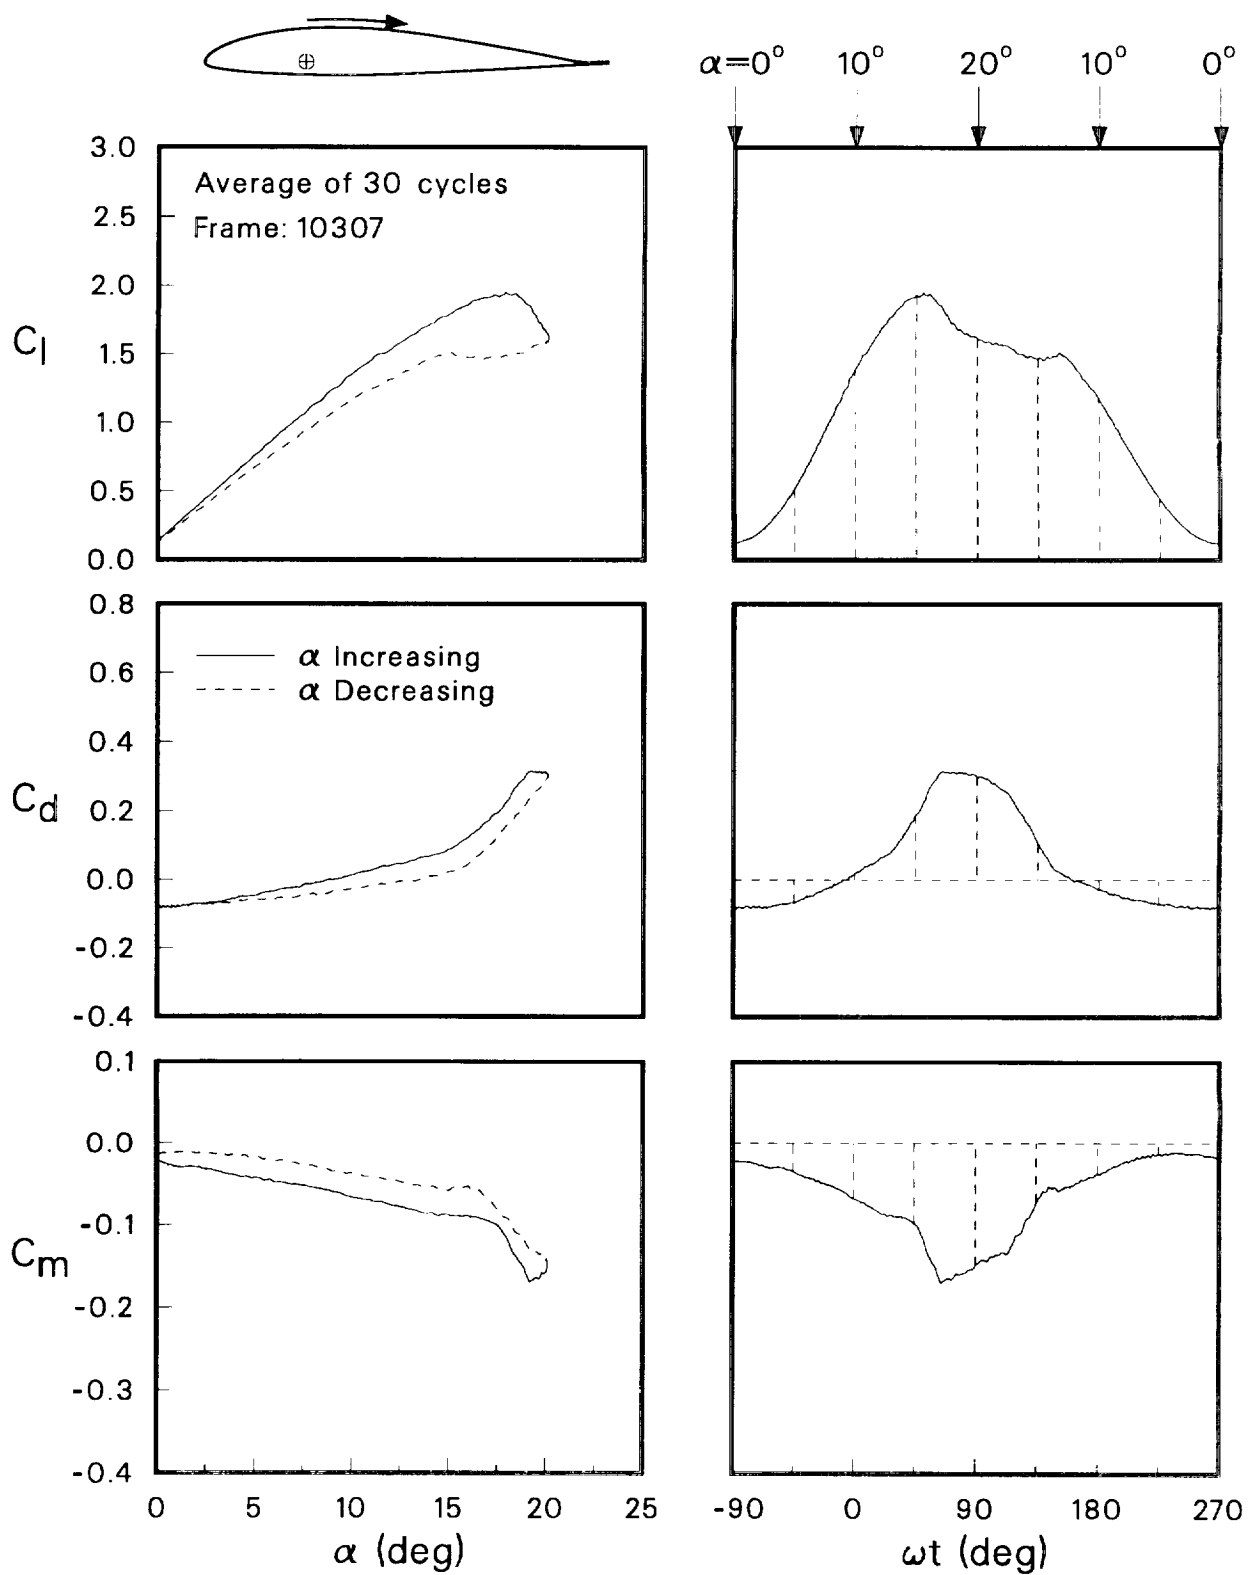 α=0° 10° 20° 10° 0°
Average of 30 cycles
Frame: 10307
3.0
2.5
2.0
1.5
1.0
0.5
0.0
Cl
α Increasing
α Decreasing
0.8
0.6
0.4
0.2
0.0
-0.2
-0.4
Cd
0.1
0.0
-0.1
-0.2
-0.3
-0.4
Cm
0 5 10 15 20 25
α (deg)
-90 0 90 180 270
ωt (deg)